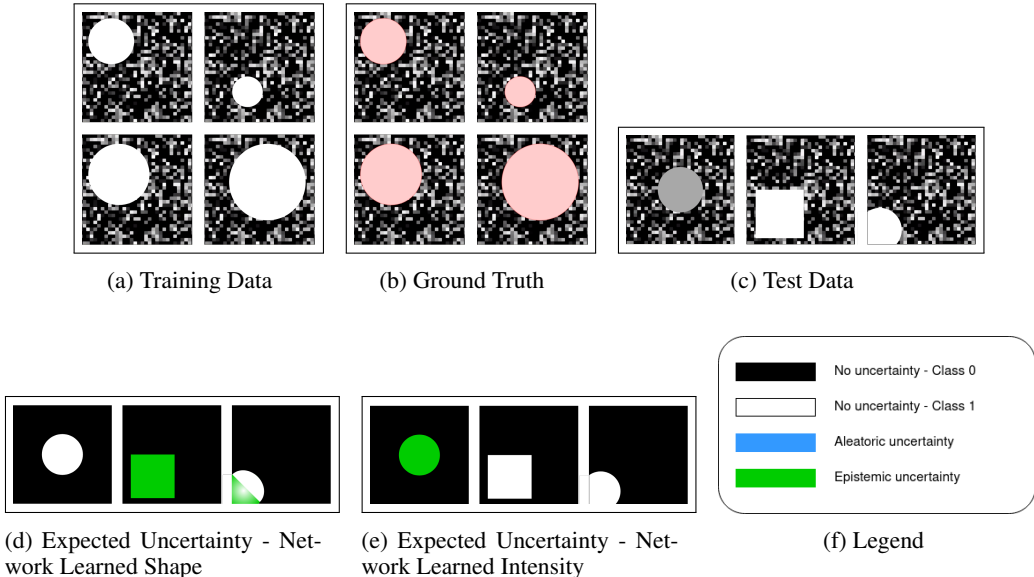 (a) Training Data
(b) Ground Truth
(c) Test Data
No uncertainty - Class 0
No uncertainty - Class 1
Aleatoric uncertainty
Epistemic uncertainty
(d) Expected Uncertainty - Net-
work Learned Shape
(e) Expected Uncertainty - Net-
work Learned Intensity
(f) Legend